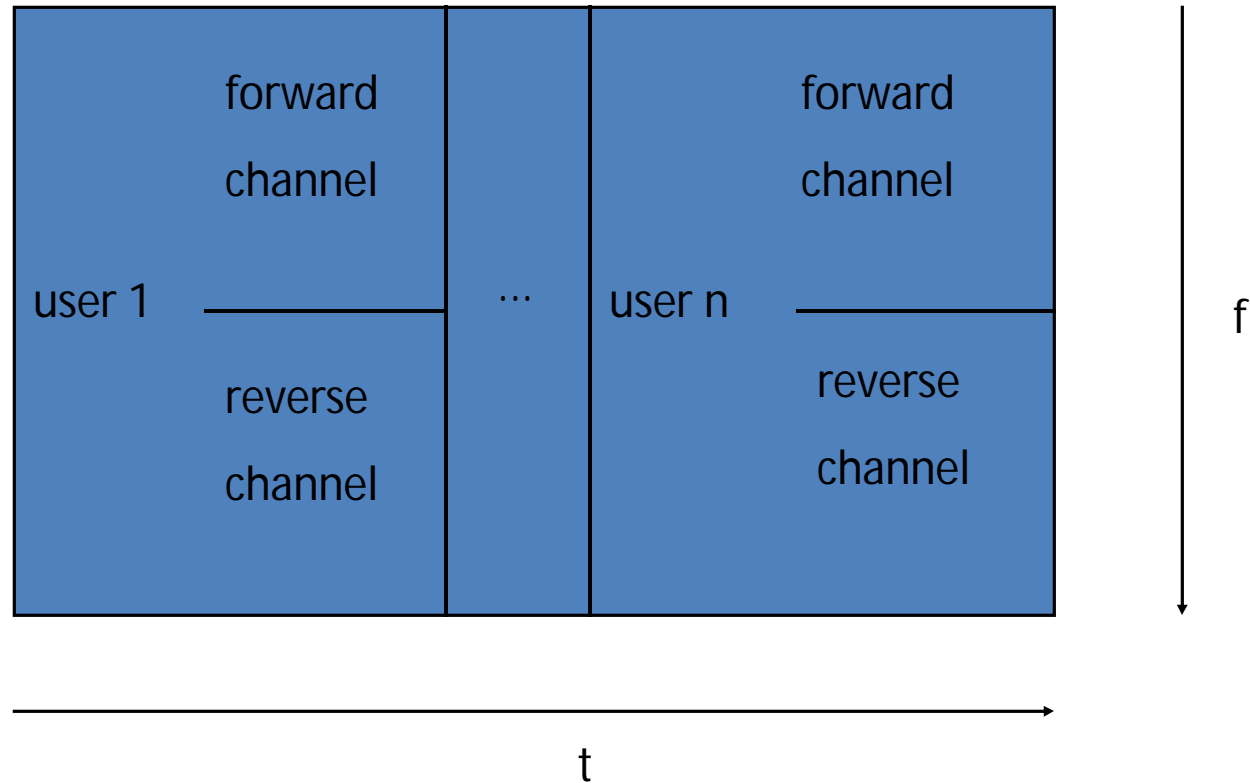 forward
channel
forward
channel
user 1
...
user n
f
reverse
channel
reverse
channel
t